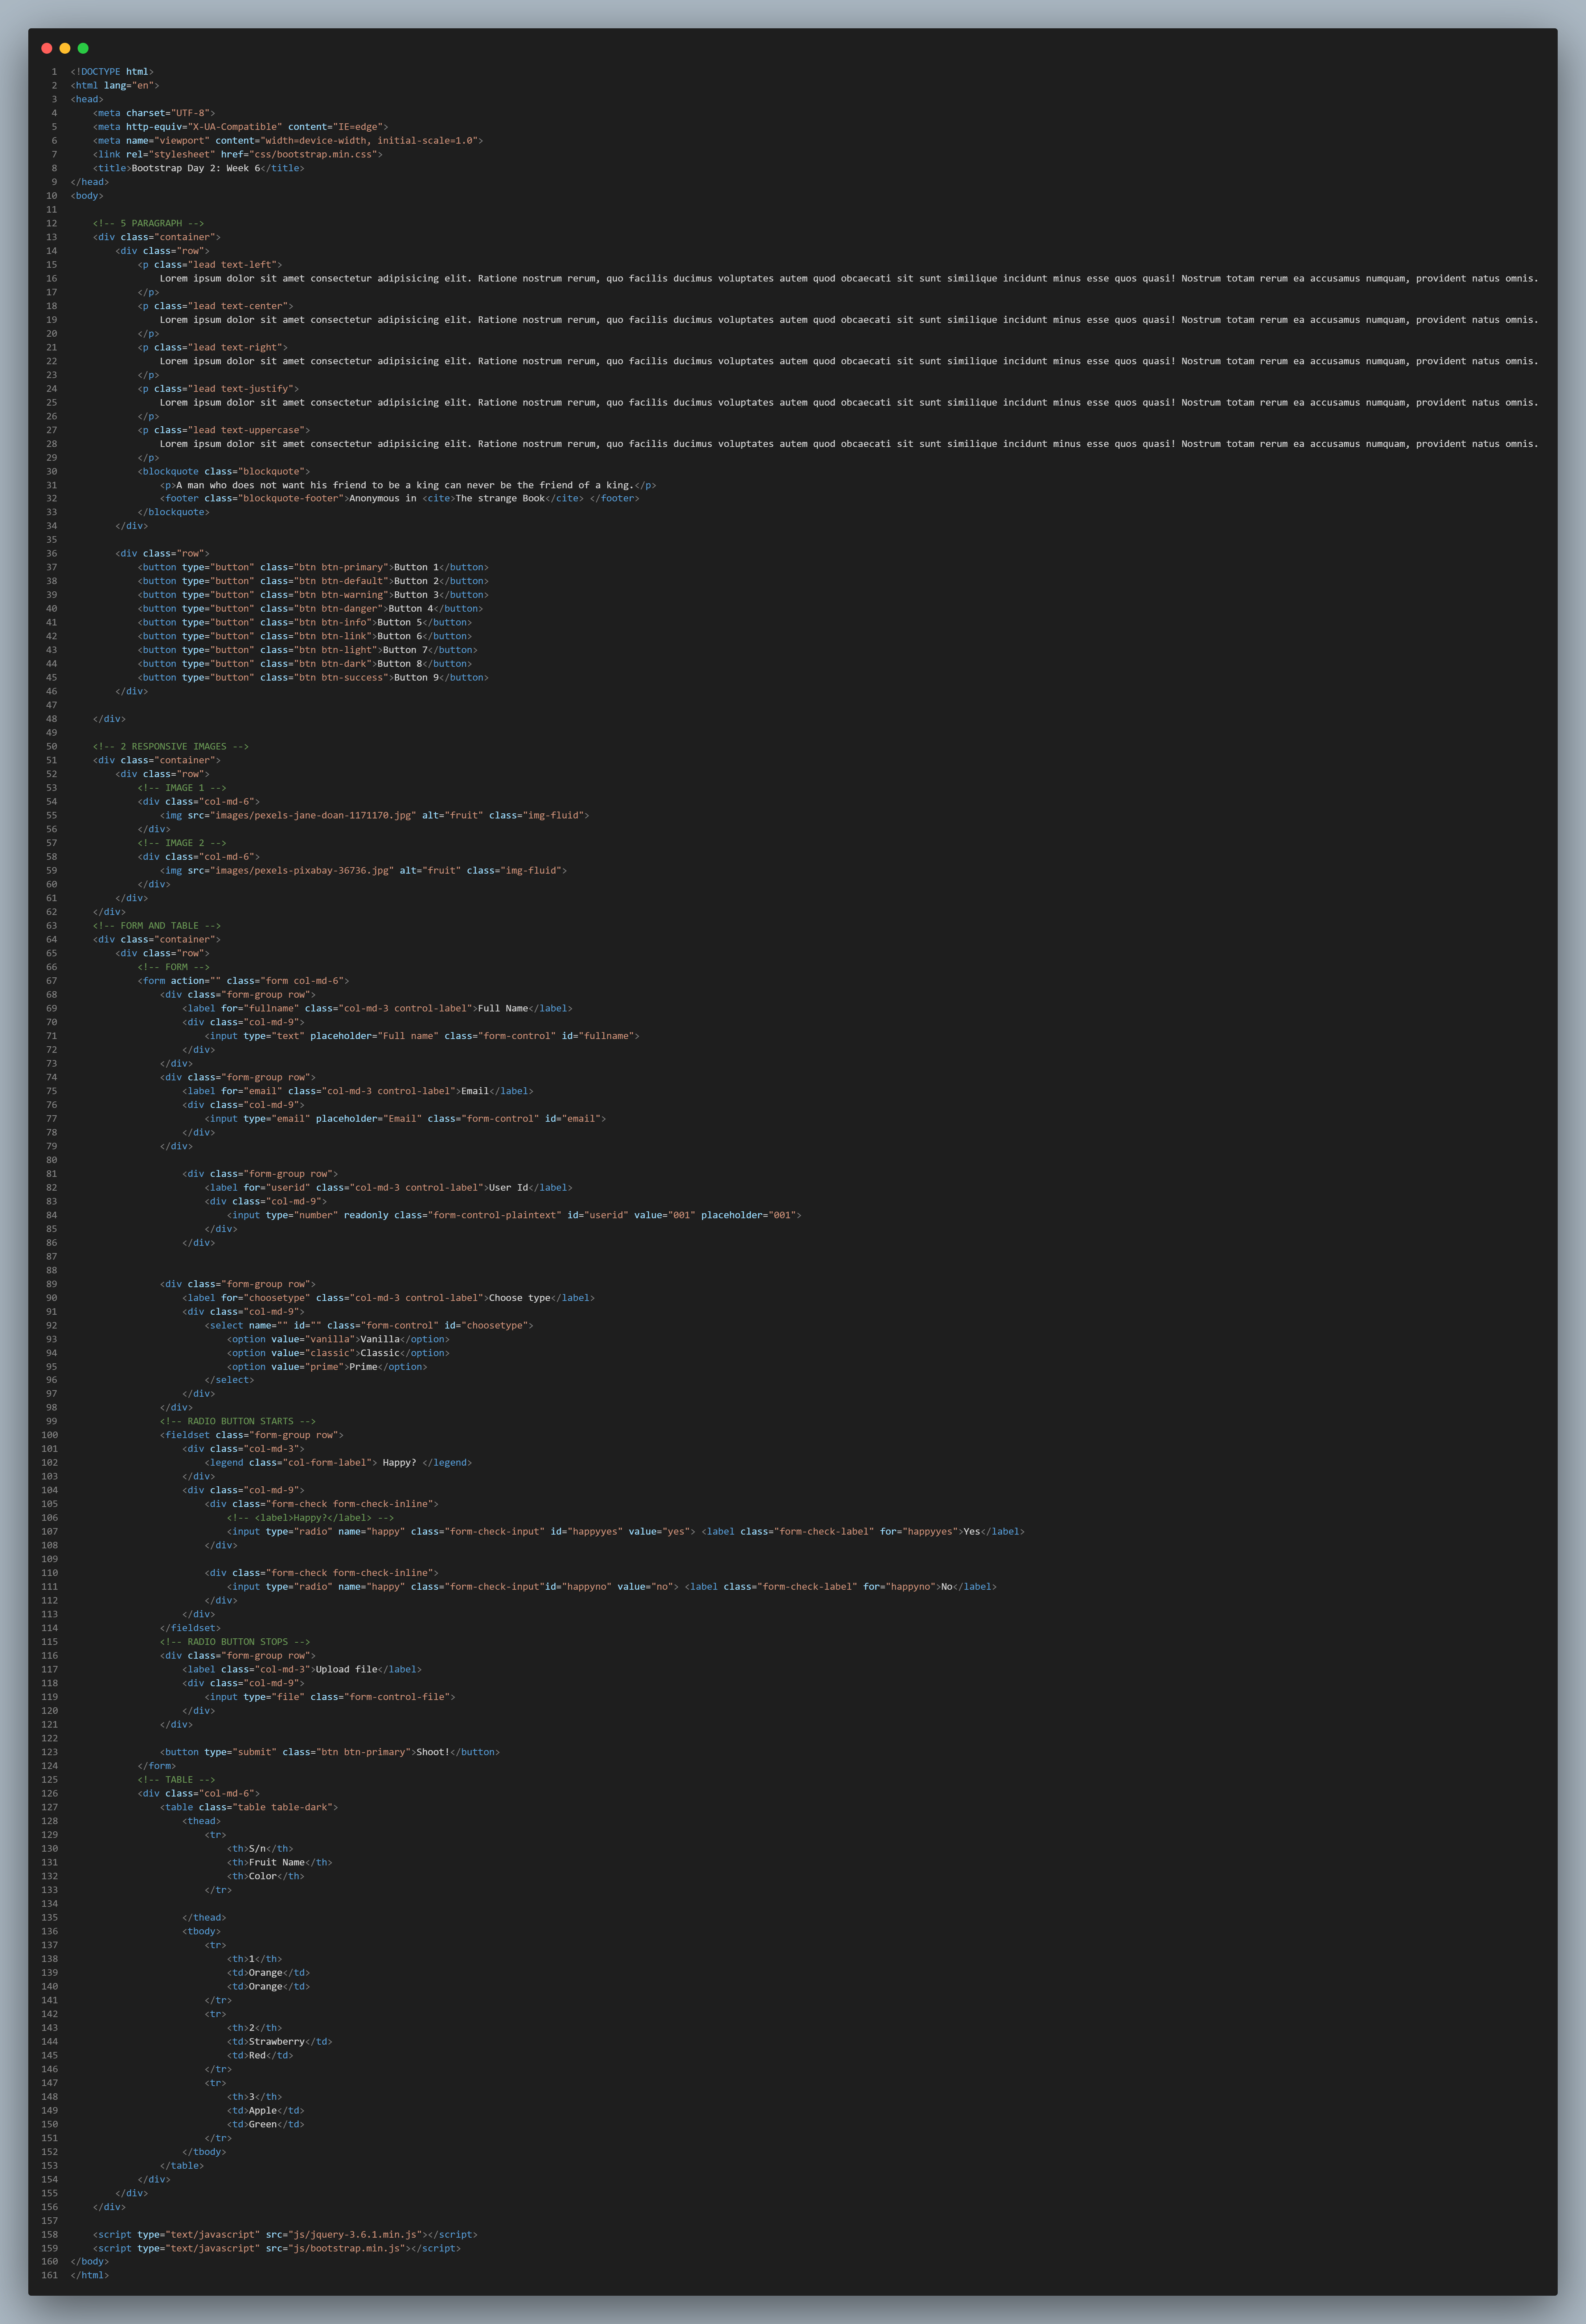 1 <!DOCTYPE html>
2 <html lang="en">
3 <head>
4     <meta charset="UTF-8">
5     <meta http-equiv="X-UA-Compatible" content="IE=edge">
6     <meta name="viewport" content="width=device-width, initial-scale=1.0">
7     <link rel="stylesheet" href="css/bootstrap.min.css">
8     <title>Bootstrap Day 2: Week 6</title>
9 </head>
10 <body>
11
12     <!-- 5 PARAGRAPH -->
13     <div class="container">
14         <div class="row">
15             <p class="lead text-left">
16                 Lorem ipsum dolor sit amet consectetur adipisicing elit. Ratione nostrum rerum, quo facilis ducimus voluptates autem quod obcaecati sit sunt similique incidunt minus esse quos quasi! Nostrum totam rerum ea accusamus numquam, provident natus omnis.
17             </p>
18             <p class="lead text-center">
19                 Lorem ipsum dolor sit amet consectetur adipisicing elit. Ratione nostrum rerum, quo facilis ducimus voluptates autem quod obcaecati sit sunt similique incidunt minus esse quos quasi! Nostrum totam rerum ea accusamus numquam, provident natus omnis.
20             </p>
21             <p class="lead text-right">
22                 Lorem ipsum dolor sit amet consectetur adipisicing elit. Ratione nostrum rerum, quo facilis ducimus voluptates autem quod obcaecati sit sunt similique incidunt minus esse quos quasi! Nostrum totam rerum ea accusamus numquam, provident natus omnis.
23             </p>
24             <p class="lead text-justify">
25                 Lorem ipsum dolor sit amet consectetur adipisicing elit. Ratione nostrum rerum, quo facilis ducimus voluptates autem quod obcaecati sit sunt similique incidunt minus esse quos quasi! Nostrum totam rerum ea accusamus numquam, provident natus omnis.
26             </p>
27             <p class="lead text-uppercase">
28                 Lorem ipsum dolor sit amet consectetur adipisicing elit. Ratione nostrum rerum, quo facilis ducimus voluptates autem quod obcaecati sit sunt similique incidunt minus esse quos quasi! Nostrum totam rerum ea accusamus numquam, provident natus omnis.
29             </p>
30             <blockquote class="blockquote">
31                 <p>A man who does not want his friend to be a king can never be the friend of a king.</p>
32                 <footer class="blockquote-footer">Anonymous in <cite>The strange Book</cite> </footer>
33             </blockquote>
34         </div>
35
36         <div class="row">
37             <button type="button" class="btn btn-primary">Button 1</button>
38             <button type="button" class="btn btn-default">Button 2</button>
39             <button type="button" class="btn btn-warning">Button 3</button>
40             <button type="button" class="btn btn-danger">Button 4</button>
41             <button type="button" class="btn btn-info">Button 5</button>
42             <button type="button" class="btn btn-link">Button 6</button>
43             <button type="button" class="btn btn-light">Button 7</button>
44             <button type="button" class="btn btn-dark">Button 8</button>
45             <button type="button" class="btn btn-success">Button 9</button>
46         </div>
47
48     </div>
49
50     <!-- 2 RESPONSIVE IMAGES -->
51     <div class="container">
52         <div class="row">
53             <!-- IMAGE 1 -->
54             <div class="col-md-6">
55                 <img src="images/pexels-jane-doan-1171170.jpg" alt="fruit" class="img-fluid">
56             </div>
57             <!-- IMAGE 2 -->
58             <div class="col-md-6">
59                 <img src="images/pexels-pixabay-36736.jpg" alt="fruit" class="img-fluid">
60             </div>
61         </div>
62     </div>
63     <!-- FORM AND TABLE -->
64     <div class="container">
65         <div class="row">
66             <!-- FORM -->
67             <form action="" class="form col-md-6">
68                 <div class="form-group row">
69                     <label for="fullname" class="col-md-3 control-label">Full Name</label>
70                     <div class="col-md-9">
71                         <input type="text" placeholder="Full name" class="form-control" id="fullname">
72                     </div>
73                 </div>
74                 <div class="form-group row">
75                     <label for="email" class="col-md-3 control-label">Email</label>
76                     <div class="col-md-9">
77                         <input type="email" placeholder="Email" class="form-control" id="email">
78                     </div>
79                 </div>
80
81                     <div class="form-group row">
82                         <label for="userid" class="col-md-3 control-label">User Id</label>
83                         <div class="col-md-9">
84                             <input type="number" readonly class="form-control-plaintext" id="userid" value="001" placeholder="001">
85                         </div>
86                     </div>
87
88
89                 <div class="form-group row">
90                     <label for="choosetype" class="col-md-3 control-label">Choose type</label>
91                     <div class="col-md-9">
92                         <select name="" id="" class="form-control" id="choosetype">
93                             <option value="vanilla">Vanilla</option>
94                             <option value="classic">Classic</option>
95                             <option value="prime">Prime</option>
96                         </select>
97                     </div>
98                 </div>
99                 <!-- RADIO BUTTON STARTS -->
100                 <fieldset class="form-group row">
101                     <div class="col-md-3">
102                         <legend class="col-form-label"> Happy? </legend>
103                     </div>
104                     <div class="col-md-9">
105                         <div class="form-check form-check-inline">
106                             <!-- <label>Happy?</label> -->
107                             <input type="radio" name="happy" class="form-check-input" id="happyyes" value="yes"> <label class="form-check-label" for="happyyes">Yes</label>
108                         </div>
109
110                         <div class="form-check form-check-inline">
111                             <input type="radio" name="happy" class="form-check-input"id="happyno" value="no"> <label class="form-check-label" for="happyno">No</label>
112                         </div>
113                     </div>
114                 </fieldset>
115                 <!-- RADIO BUTTON STOPS -->
116                 <div class="form-group row">
117                     <label class="col-md-3">Upload file</label>
118                     <div class="col-md-9">
119                         <input type="file" class="form-control-file">
120                     </div>
121                 </div>
122
123                 <button type="submit" class="btn btn-primary">Shoot!</button>
124             </form>
125             <!-- TABLE -->
126             <div class="col-md-6">
127                 <table class="table table-dark">
128                     <thead>
129                         <tr>
130                             <th>S/n</th>
131                             <th>Fruit Name</th>
132                             <th>Color</th>
133                         </tr>
134
135                     </thead>
136                     <tbody>
137                         <tr>
138                             <th>1</th>
139                             <td>Orange</td>
140                             <td>Orange</td>
141                         </tr>
142                         <tr>
143                             <th>2</th>
144                             <td>Strawberry</td>
145                             <td>Red</td>
146                         </tr>
147                         <tr>
148                             <th>3</th>
149                             <td>Apple</td>
150                             <td>Green</td>
151                         </tr>
152                     </tbody>
153                 </table>
154             </div>
155         </div>
156     </div>
157
158     <script type="text/javascript" src="js/jquery-3.6.1.min.js"></script>
159     <script type="text/javascript" src="js/bootstrap.min.js"></script>
160 </body>
161 </html>